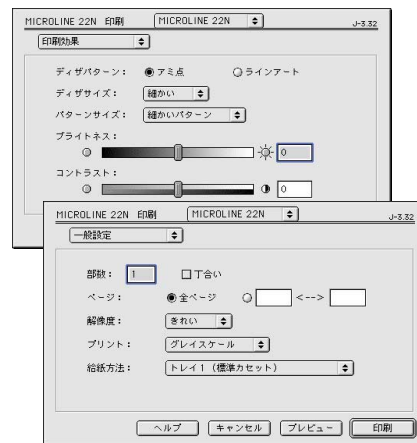 MICROLINE 22N 印刷 MICROLINE 22N J-3.32
印刷効果
ディザパターン： アミ点 ラインアート
ディザサイズ： 細かい
パターンサイズ： 細かいパターン
ブライトネス：
0
コントラスト：
0
MICROLINE 22N 印刷 MICROLINE 22N J-3.32
一般設定
部数： 1 丁合い
ページ： 全ページ <-->
解像度： きれい
プリント： グレイスケール
給紙方法： トレイ1（標準カセット）
ヘルプ キャンセル プレビュー 印刷